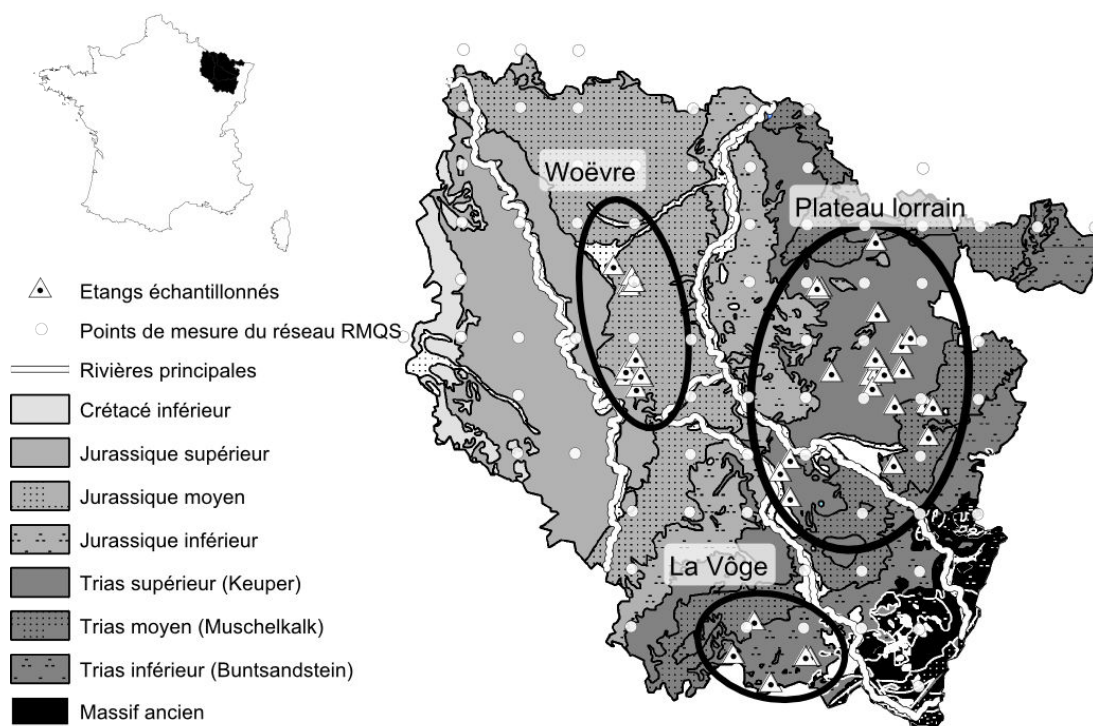 Woëvre
Plateau lorrain
La Vôge
Etangs échantillonnés
Points de mesure du réseau RMQS
Rivières principales
Crétacé inférieur
Jurassique supérieur
Jurassique moyen
Jurassique inférieur
Trias supérieur (Keuper)
Trias moyen (Muschelkalk)
Trias inférieur (Buntsandstein)
Massif ancien